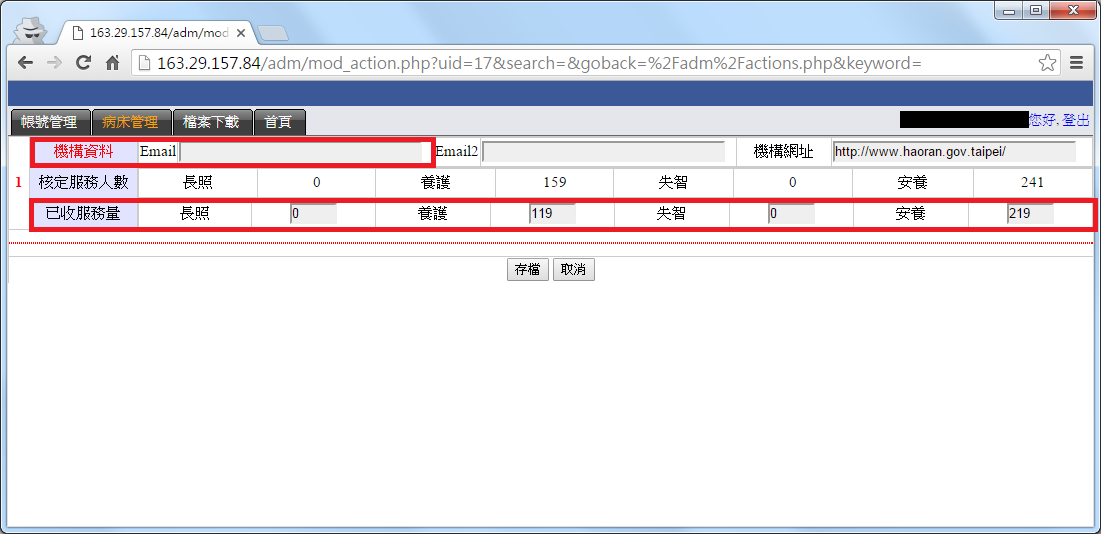 163.29.157.84/adm/mod
163.29.157.84/adm/mod_action.php?uid=17&search=&goback=%2Fadm%2Factions.php&keyword=
帳號管理 病床管理 檔案下載 首頁 您好, 登出
機構資料 Email Email2 機構網址 http://www.haoran.gov.taipei/
1 核定服務人數 長照 0 養護 159 失智 0 安養 241
已收服務量 長照 0 養護 119 失智 0 安養 219
存檔 取消